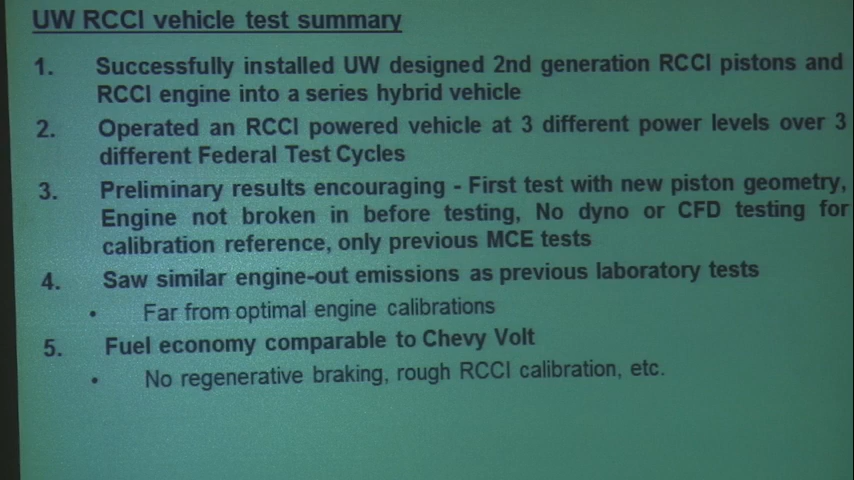 UW RCCI vehicle test summary
1. Successfully installed UW designed 2nd generation RCCI pistons and
RCCI engine into a series hybrid vehicle
2. Operated an RCCI powered vehicle at 3 different power levels over 3
different Federal Test Cycles
3. Preliminary results encouraging - First test with new piston geometry,
Engine not broken in before testing, No dyno or CFD testing for
calibration reference, only previous MCE tests
4. Saw similar engine-out emissions as previous laboratory tests
• Far from optimal engine calibrations
5. Fuel economy comparable to Chevy Volt
• No regenerative braking, rough RCCI calibration, etc.